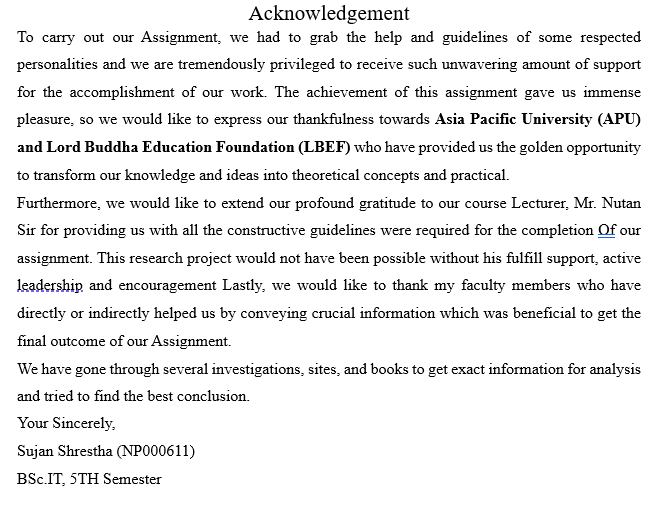 Acknowledgement
To carry out our Assignment, we had to grab the help and guidelines of some respected
personalities and we are tremendously privileged to receive such unwavering amount of support
for the accomplishment of our work. The achievement of this assignment gave us immense
pleasure, so we would like to express our thankfulness towards Asia Pacific University (APU)
and Lord Buddha Education Foundation (LBEF) who have provided us the golden opportunity
to transform our knowledge and ideas into theoretical concepts and practical.
Furthermore, we would like to extend our profound gratitude to our course Lecturer, Mr. Nutan
Sir for providing us with all the constructive guidelines were required for the completion Of our
assignment. This research project would not have been possible without his fulfill support, active
leadership and encouragement Lastly, we would like to thank my faculty members who have
directly or indirectly helped us by conveying crucial information which was beneficial to get the
final outcome of our Assignment.
We have gone through several investigations, sites, and books to get exact information for analysis
and tried to find the best conclusion.
Your Sincerely,
Sujan Shrestha (NP000611)
BSc.IT, 5TH Semester